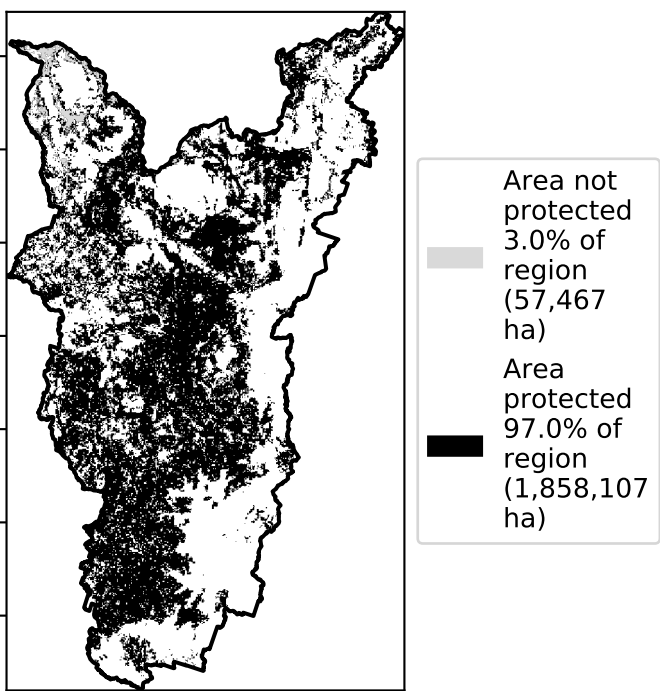 Area not
protected
3.0% of
region
(57,467
ha)
Area
protected
97.0% of
region
(1,858,107
ha)